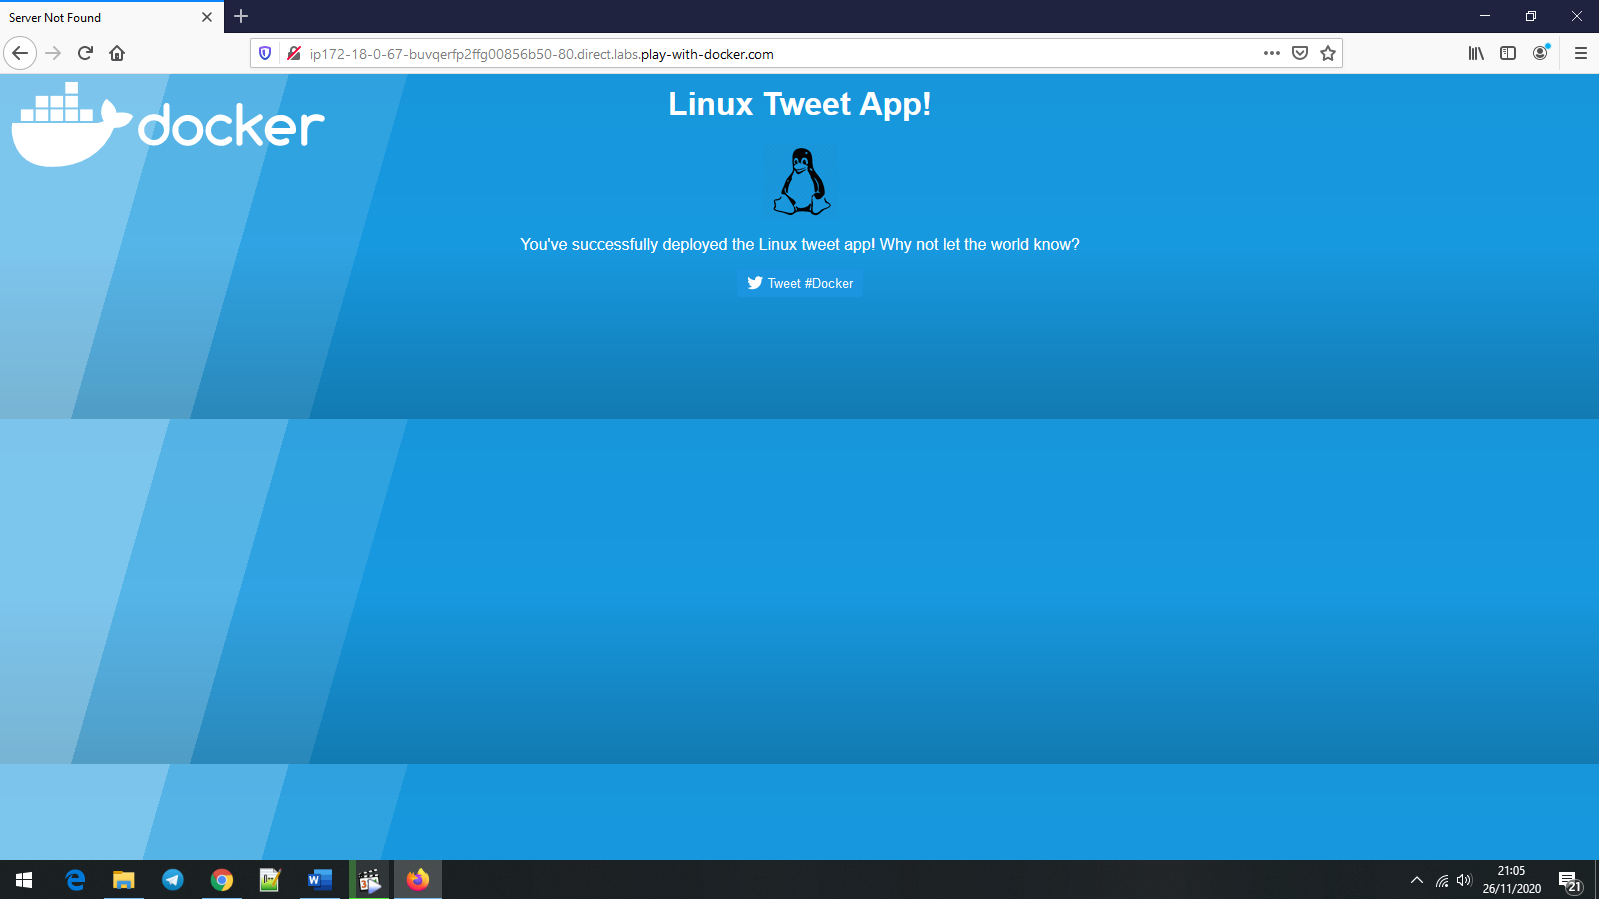 Server Not Found
ip172-18-0-67-buvqerfp2ffg00856b50-80.direct.labs.play-with-docker.com
docker
Linux Tweet App!
You've successfully deployed the Linux tweet app! Why not let the world know?
Tweet #Docker
21:05
26/11/2020
21